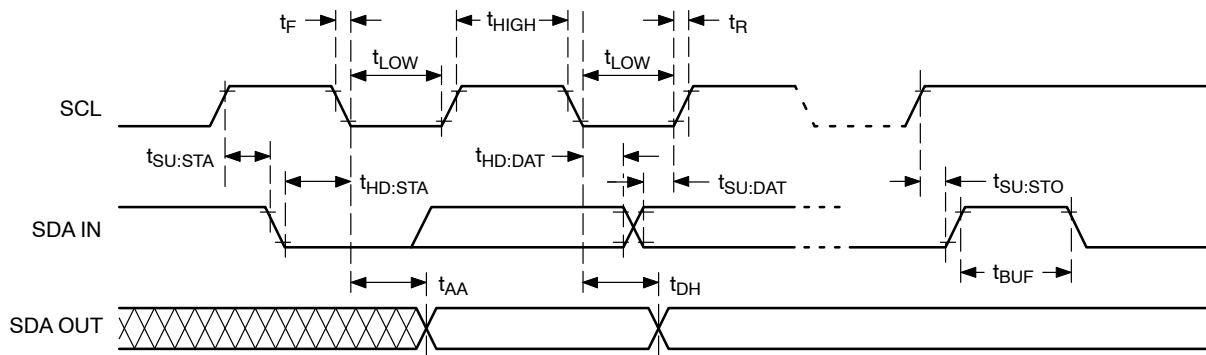 tF tHIGH tR
tLOW tLOW
SCL
tSU:STA tHD:STA tHD:DAT tSU:DAT tSU:STO
SDA IN
tAA tDH tBUF
SDA OUT